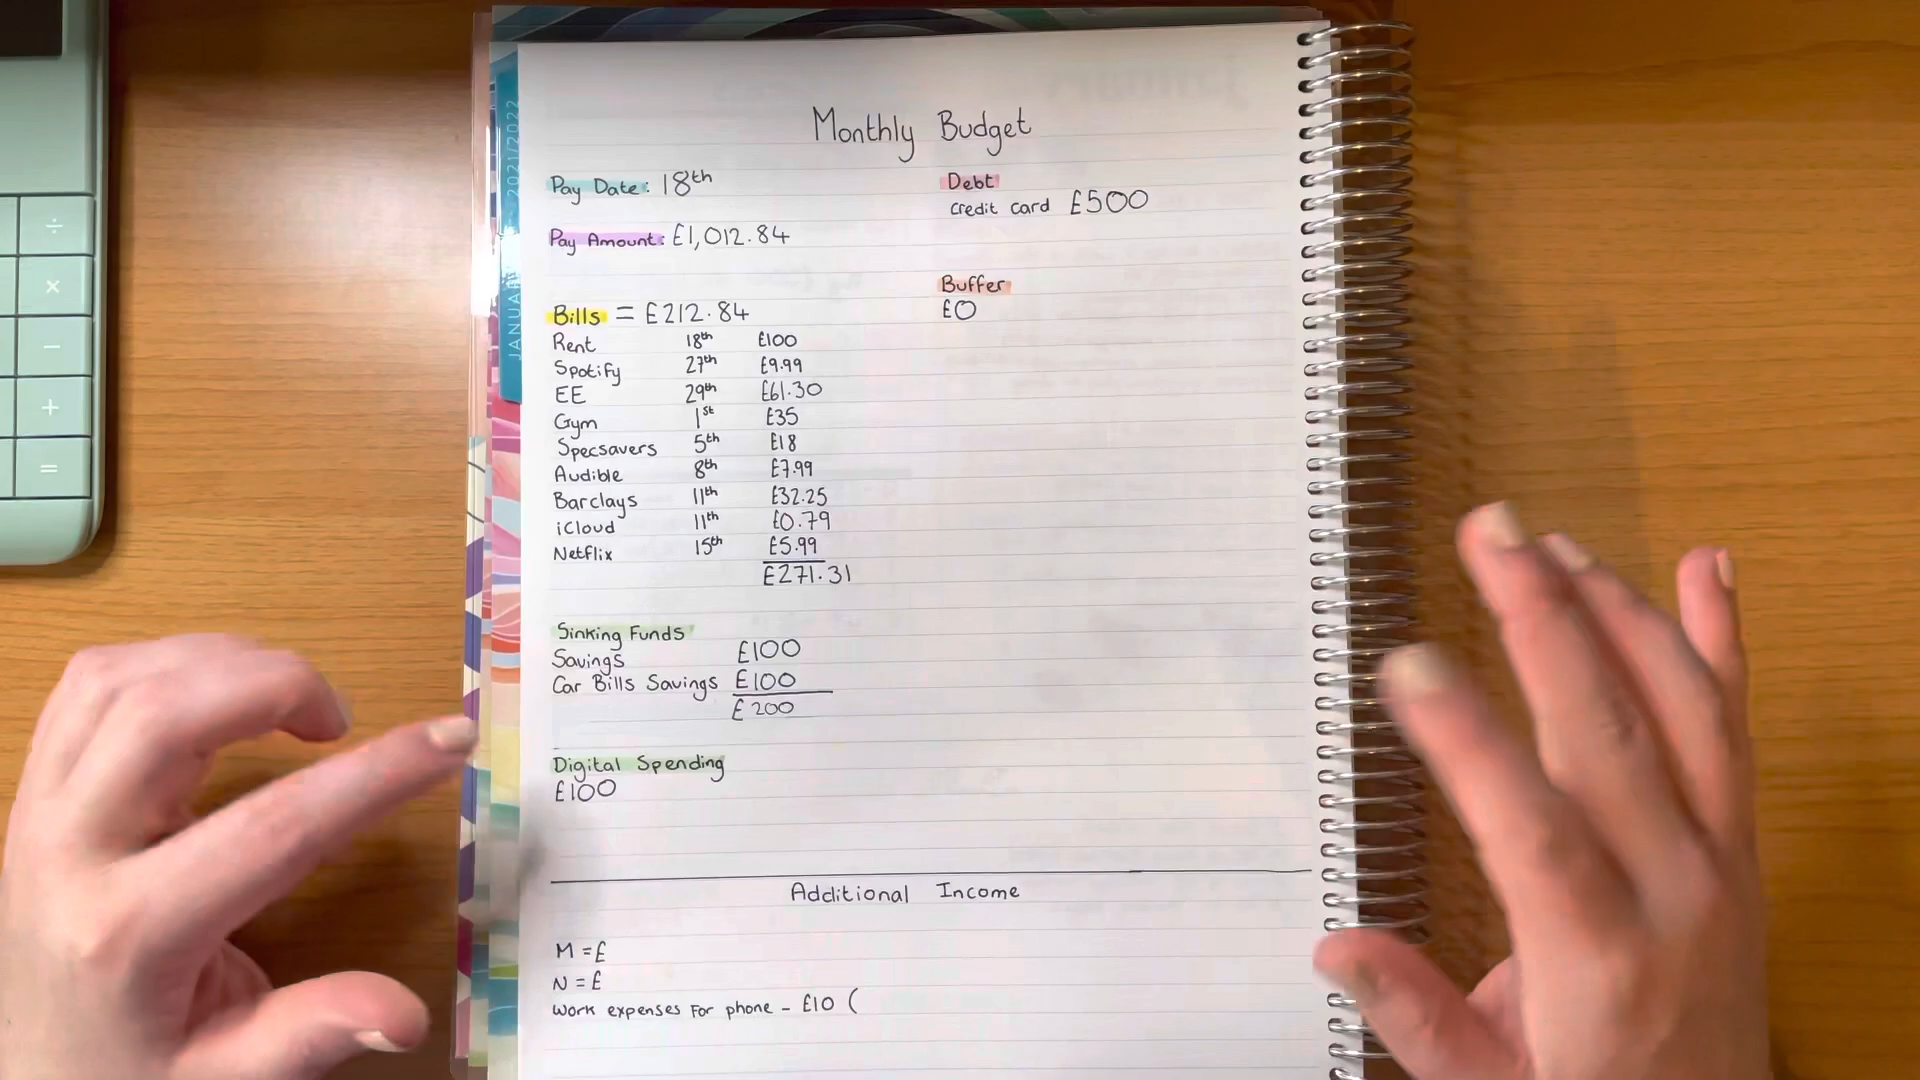 Monthly Budget
Pay Date: 18th
Pay Amount: £1,012.84
Debt
credit card £500
Buffer
£0
Bills = £212.84
Rent 18th £100
Spotify 27th £9.99
EE 29th £61.30
Gym 1st £35
Specsavers 5th £18
Audible 8th £7.99
Barclays 11th £32.25
iCloud 11th £0.79
Netflix 15th £5.99
£271.31
Sinking Funds
Savings £100
Car Bills Savings £100
£200
Digital Spending
£100
Additional Income
M = £
N = £
Work expenses for phone - £10 (
JANUARY 2021/2022
÷
×
−
+
=